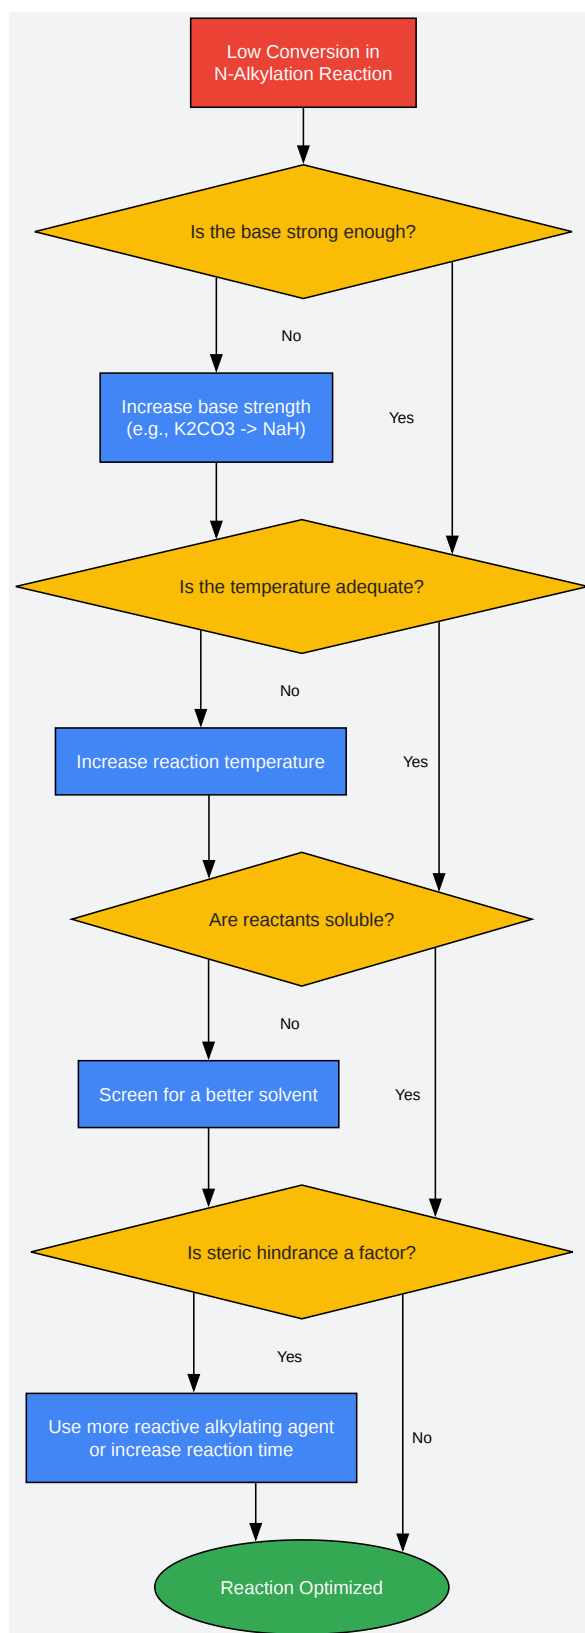 Low Conversion in
N-Alkylation Reaction
Is the base strong enough?
No
Increase base strength
(e.g., K2CO3 -> NaH)
Yes
Is the temperature adequate?
No
Increase reaction temperature
Yes
Are reactants soluble?
No
Screen for a better solvent
Yes
Is steric hindrance a factor?
Yes
Use more reactive alkylating agent
or increase reaction time
No
Reaction Optimized